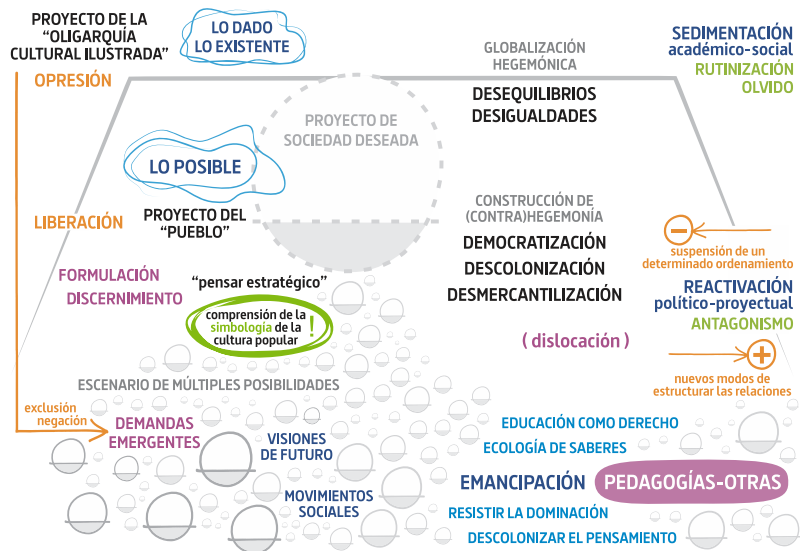 PROYECTO DE LA
“OLIGARQUÍA
CULTURAL ILUSTRADA”
LO DADO
LO EXISTENTE
OPRESIÓN
GLOBALIZACIÓN
HEGEMÓNICA
DESEQUILIBRIOS
DESIGUALDADES
SEDIMENTACIÓN
académico-social
RUTINIZACIÓN
OLVIDO
PROYECTO DE
SOCIEDAD DESEADA
LO POSIBLE
LIBERACIÓN
PROYECTO DEL
“PUEBLO”
CONSTRUCCIÓN DE
(CONTRA)HEGEMONÍA
DEMOCRATIZACIÓN
DESCOLONIZACIÓN
DESMERCANTILIZACIÓN
suspensión de un
determinado ordenamiento
REACTIVACIÓN
político-proyectual
ANTAGONISMO
FORMULACIÓN
DISCERNIMIENTO
“pensar estratégico”
comprensión de la
simbología de la
cultura popular
!
( dislocación )
nuevos modos de
estructurar las relaciones
ESCENARIO DE MÚLTIPLES POSIBILIDADES
exclusión
negación
DEMANDAS
EMERGENTES
VISIONES
DE FUTURO
MOVIMIENTOS
SOCIALES
EDUCACIÓN COMO DERECHO
ECOLOGÍA DE SABERES
EMANCIPACIÓN
PEDAGOGÍAS-OTRAS
RESISTIR LA DOMINACIÓN
DESCOLONIZAR EL PENSAMIENTO